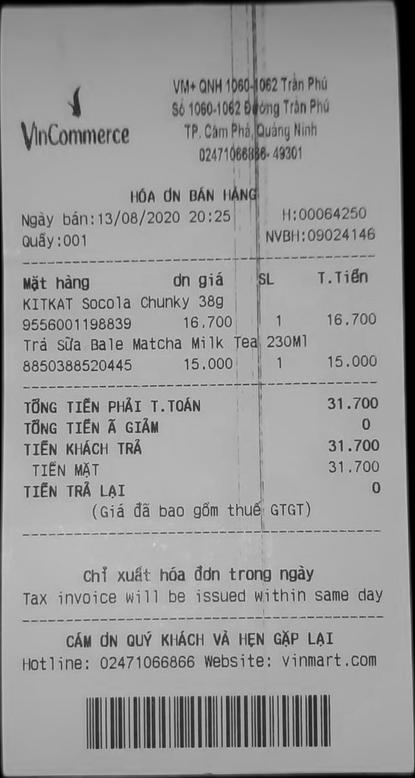 VinCommerce
VM+ QNH 1060-1062 Trần Phú
Số 1060-1062 Đường Trần Phú
TP. Cẩm Phả, Quảng Ninh
02471066866- 49301
HÓA ƠN BÁN HÀNG
Ngày bán:13/08/2020 20:25 H:00064250
Quầy:001 NVBH:09024146
Mặt hàng ơn giá SL T.Tiền
KITKAT Socola Chunky 38g
9556001198839 16.700 1 16.700
Trà Sữa Bale Matcha Milk Tea 230Ml
8850388520445 15.000 1 15.000
TỔNG TIỀN PHẢI T.TOÁN 31.700
TỔNG TIỀN Ã GIẢM 0
TIỀN KHÁCH TRẢ 31.700
TIỀN MẶT 31.700
TIỀN TRẢ LẠI 0
(Giá đã bao gồm thuế GTGT)
Chỉ xuất hóa đơn trong ngày
Tax invoice will be issued within same day
CẢM ƠN QUÝ KHÁCH VÀ HẸN GẶP LẠI
Hotline: 02471066866 Website: vinmart.com